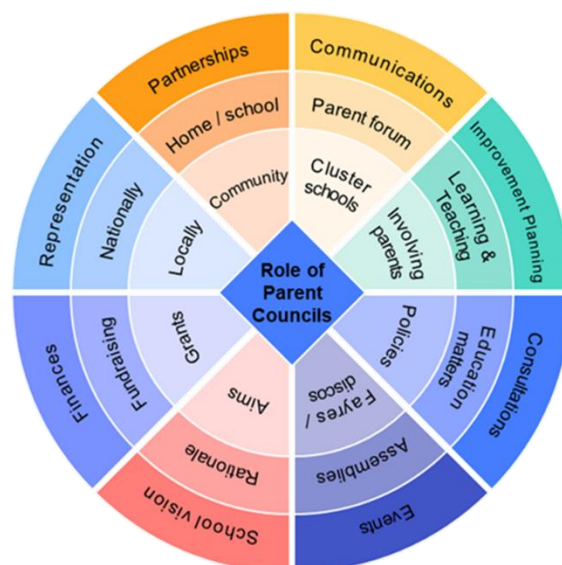 Role of
Parent
Councils
Partnerships
Home / school
Community
Communications
Parent forum
Cluster
schools
Improvement Planning
Learning &
Teaching
Involving
parents
Consultations
Education
matters
Policies
Events
Assemblies
Fayres /
discos
School vision
Rationale
Aims
Finances
Fundraising
Grants
Representation
Nationally
Locally